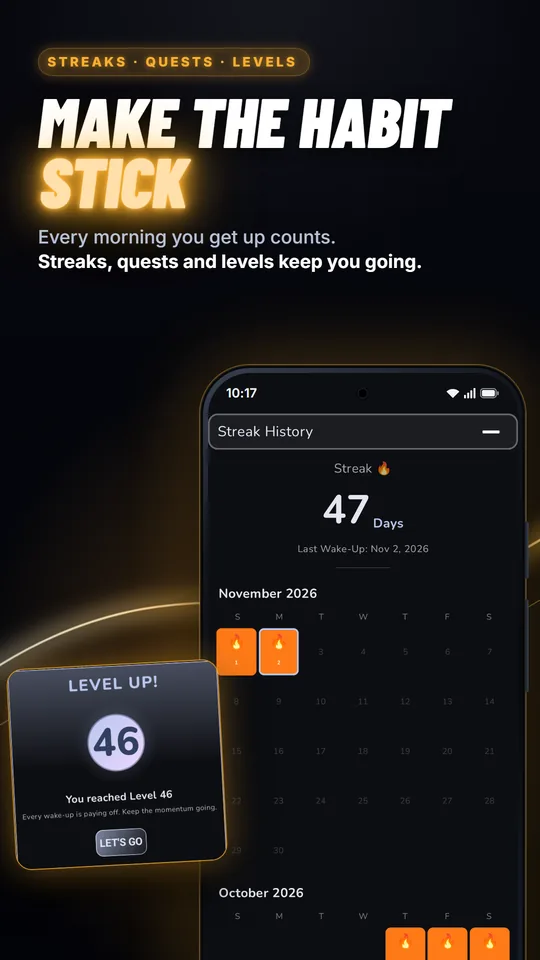 STREAKS · QUESTS · LEVELS
MAKE THE HABIT
STICK
Every morning you get up counts.
Streaks, quests and levels keep you going.
10:17
Streak History
Streak 🔥
47 Days
Last Wake-Up: Nov 2, 2026
November 2026
S M T W T F S
1 2 3 4 5 6 7
8 9 10 11 12 13 14
15 16 17 18 19 20 21
22 23 24 25 26 27 28
29 30
October 2026
S M T W T F S
LEVEL UP!
46
You reached Level 46
Every wake-up is paying off. Keep the momentum going.
LET'S GO